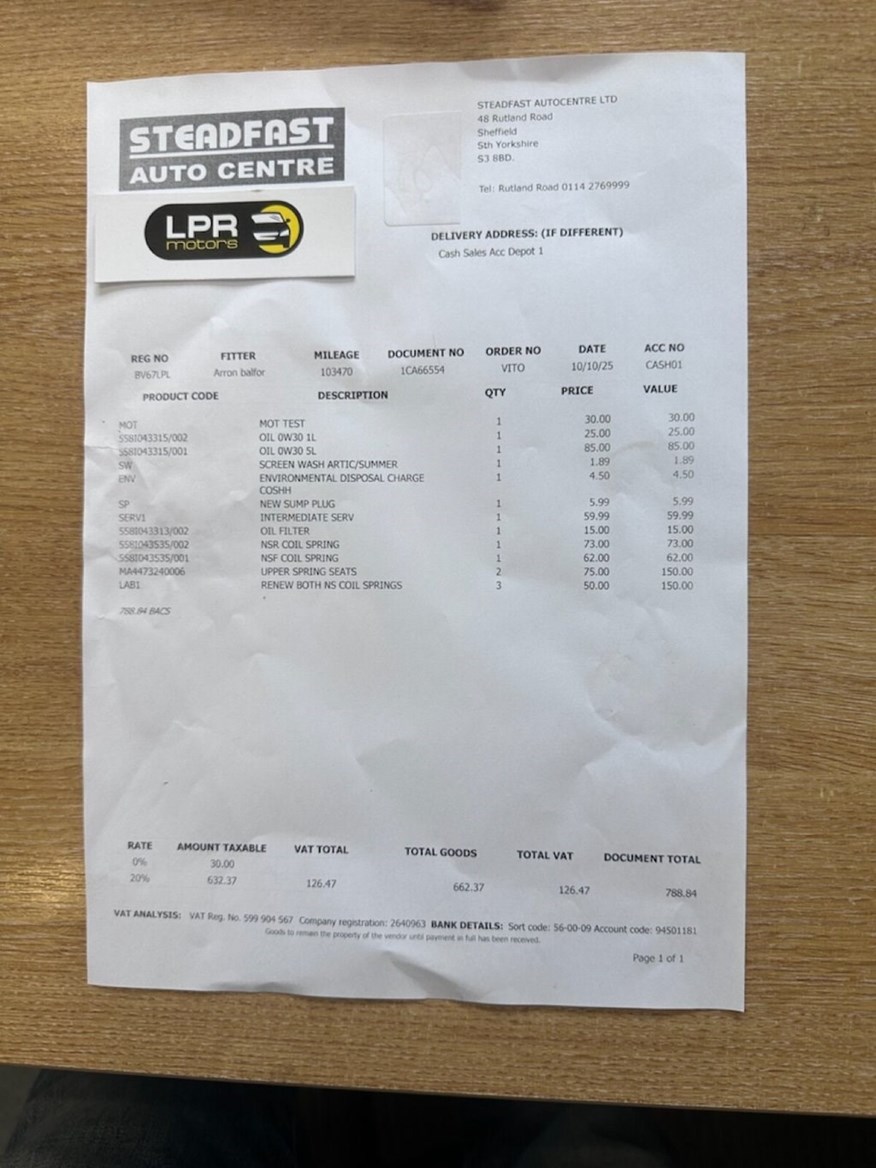 STEADFAST
AUTO CENTRE
LPR
motors
STEADFAST AUTOCENTRE LTD
48 Rutland Road
Sheffield
Sth Yorkshire
S3 8BD.
Tel: Rutland Road 0114 2769999
DELIVERY ADDRESS: (IF DIFFERENT)
Cash Sales Acc Depot 1
REG NO FITTER MILEAGE DOCUMENT NO ORDER NO DATE ACC NO
BV67LPL Arron balfor 103470 1CA66554 VITO 10/10/25 CASH01
PRODUCT CODE DESCRIPTION QTY PRICE VALUE
MOT MOT TEST 1 30.00 30.00
SS81043315/002 OIL 0W30 1L 1 25.00 25.00
SS81043315/001 OIL 0W30 5L 1 85.00 85.00
SW SCREEN WASH ARTIC/SUMMER 1 1.89 1.89
ENV ENVIRONMENTAL DISPOSAL CHARGE 1 4.50 4.50
COSHH
SP NEW SUMP PLUG 1 5.99 5.99
SERV1 INTERMEDIATE SERV 1 59.99 59.99
SS81043313/002 OIL FILTER 1 15.00 15.00
SS81043535/002 NSR COIL SPRING 1 73.00 73.00
SS81043535/001 NSF COIL SPRING 1 62.00 62.00
MA4473240006 UPPER SPRING SEATS 2 75.00 150.00
LAB1 RENEW BOTH NS COIL SPRINGS 3 50.00 150.00
788.84 BACS
RATE AMOUNT TAXABLE VAT TOTAL TOTAL GOODS TOTAL VAT DOCUMENT TOTAL
0% 30.00
20% 632.37 126.47 662.37 126.47 788.84
VAT ANALYSIS: VAT Reg. No. 599 904 567 Company registration: 2640963 BANK DETAILS: Sort code: 56-00-09 Account code: 94501181
Goods to remain the property of the vendor until payment in full has been received.
Page 1 of 1